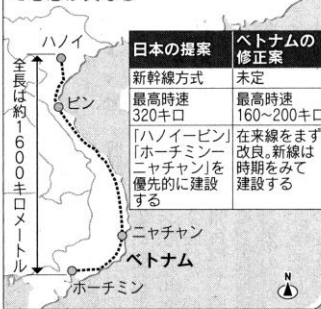 ハノイ
ビン
全長は約1600キロメートル
ニャチャン
ベトナム
ホーチミン
N
日本の提案
ベトナムの
修正案
新幹線方式
未定
最高時速
320キロ
最高時速
160~200キロ
「ハノイービン」
「ホーチミンー
ニャチャン」を
優先的に建設
する
在来線をまず
改良。新線は
時期をみて
建設する